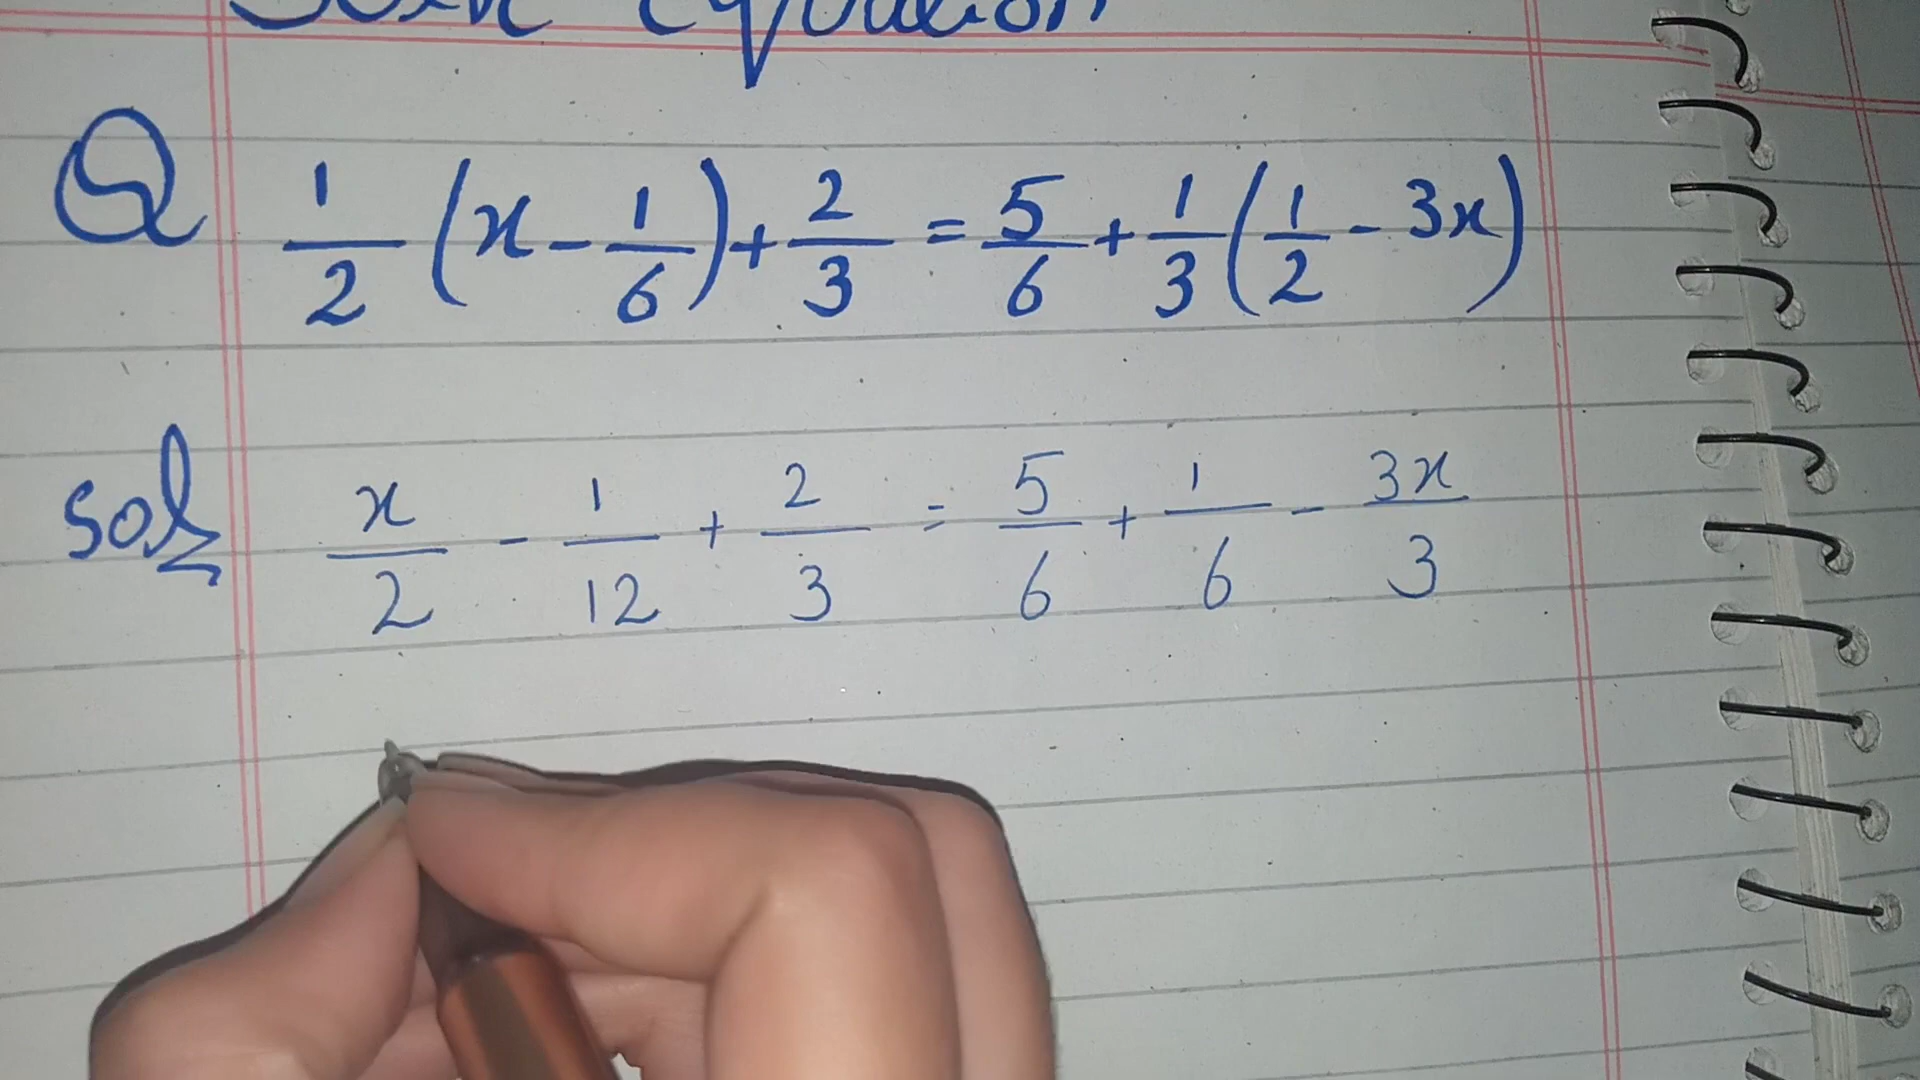 Equation
Q 1/2 (x - 1/6) + 2/3 = 5/6 + 1/3 (1/2 - 3x)
Sol x/2 - 1/12 + 2/3 = 5/6 + 1/6 - 3x/3